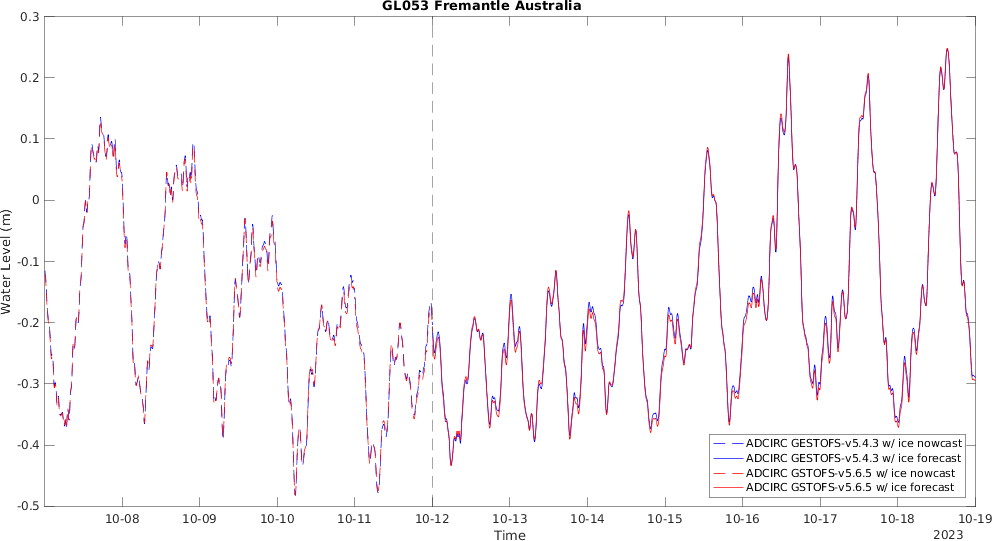 GL053 Fremantle Australia
0.3
0.2
0.1
0
-0.1
-0.2
-0.3
-0.4
-0.5
Water Level (m)
ADCIRC GESTOFS-v5.4.3 w/ ice nowcast
ADCIRC GESTOFS-v5.4.3 w/ ice forecast
ADCIRC GSTOFS-v5.6.5 w/ ice nowcast
ADCIRC GSTOFS-v5.6.5 w/ ice forecast
10-08 10-09 10-10 10-11 10-12 10-13 10-14 10-15 10-16 10-17 10-18 10-19
Time
2023